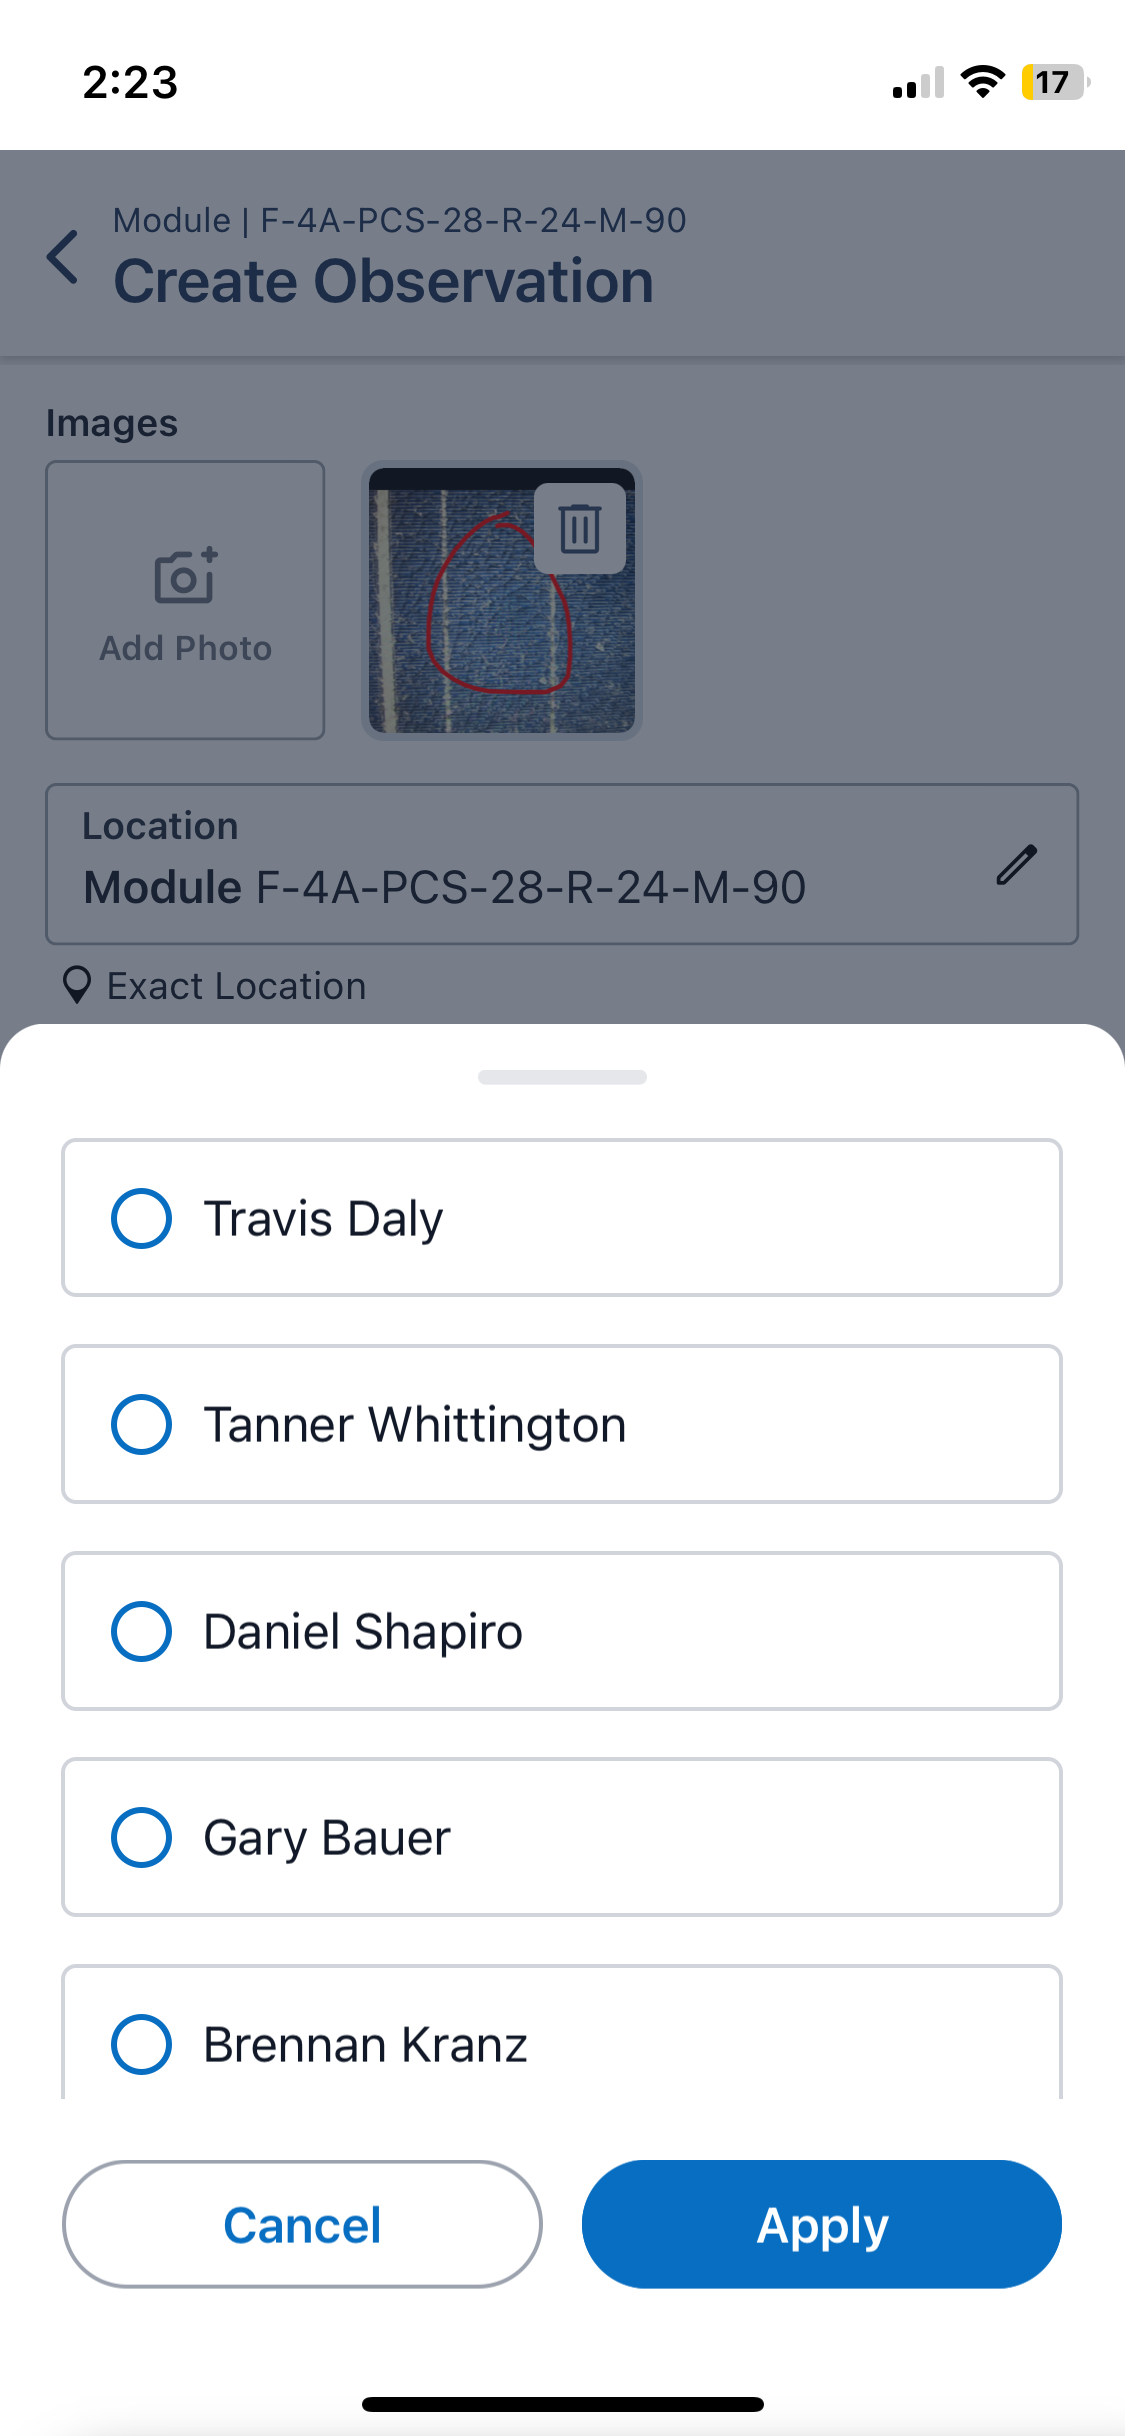 2:23
17
Module | F-4A-PCS-28-R-24-M-90
Create Observation
Images
Add Photo
Location
Module F-4A-PCS-28-R-24-M-90
Exact Location
Travis Daly
Tanner Whittington
Daniel Shapiro
Gary Bauer
Brennan Kranz
Cancel
Apply